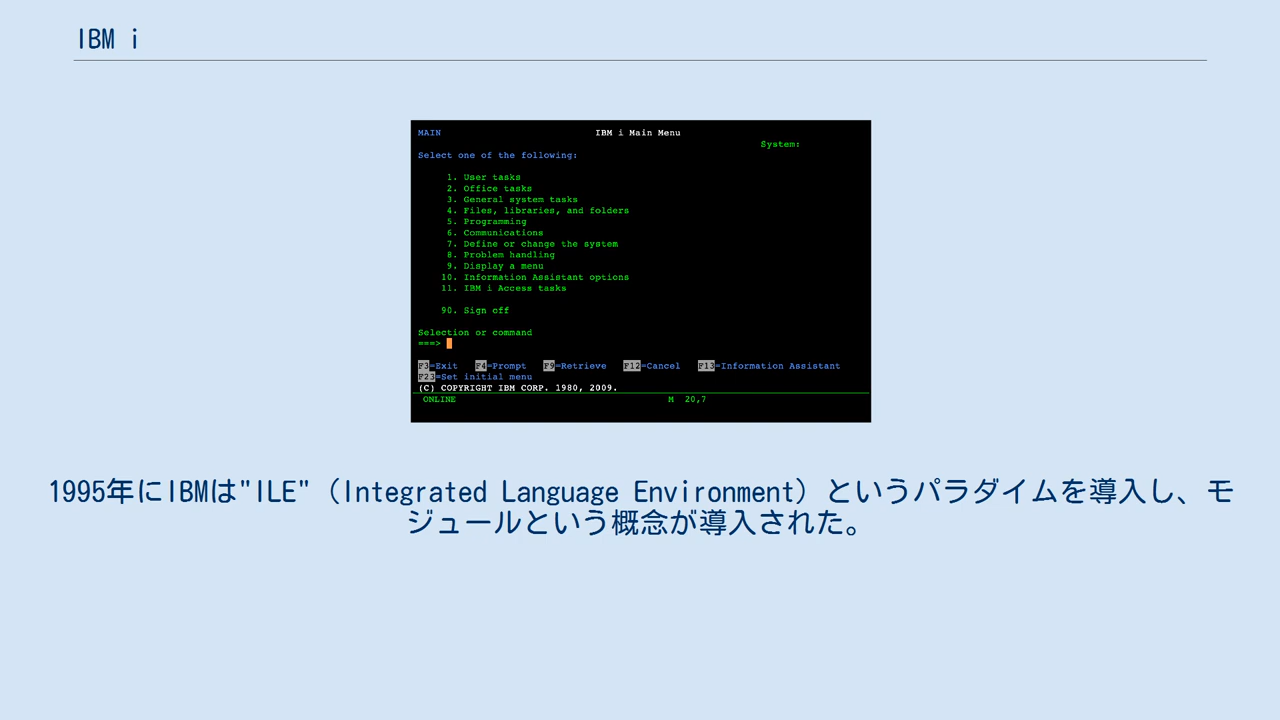 IBM i
MAIN IBM i Main Menu
System:
Select one of the following:
1. User tasks
2. Office tasks
3. General system tasks
4. Files, libraries, and folders
5. Programming
6. Communications
7. Define or change the system
8. Problem handling
9. Display a menu
10. Information Assistant options
11. IBM i Access tasks
90. Sign off
Selection or command
===>
F3=Exit F4=Prompt F9=Retrieve F12=Cancel F13=Information Assistant
F23=Set initial menu
(C) COPYRIGHT IBM CORP. 1980, 2009.
ONLINE M 20,7
1995年にIBMは"ILE"（Integrated Language Environment）というパラダイムを導入し、モ
ジュールという概念が導入された。